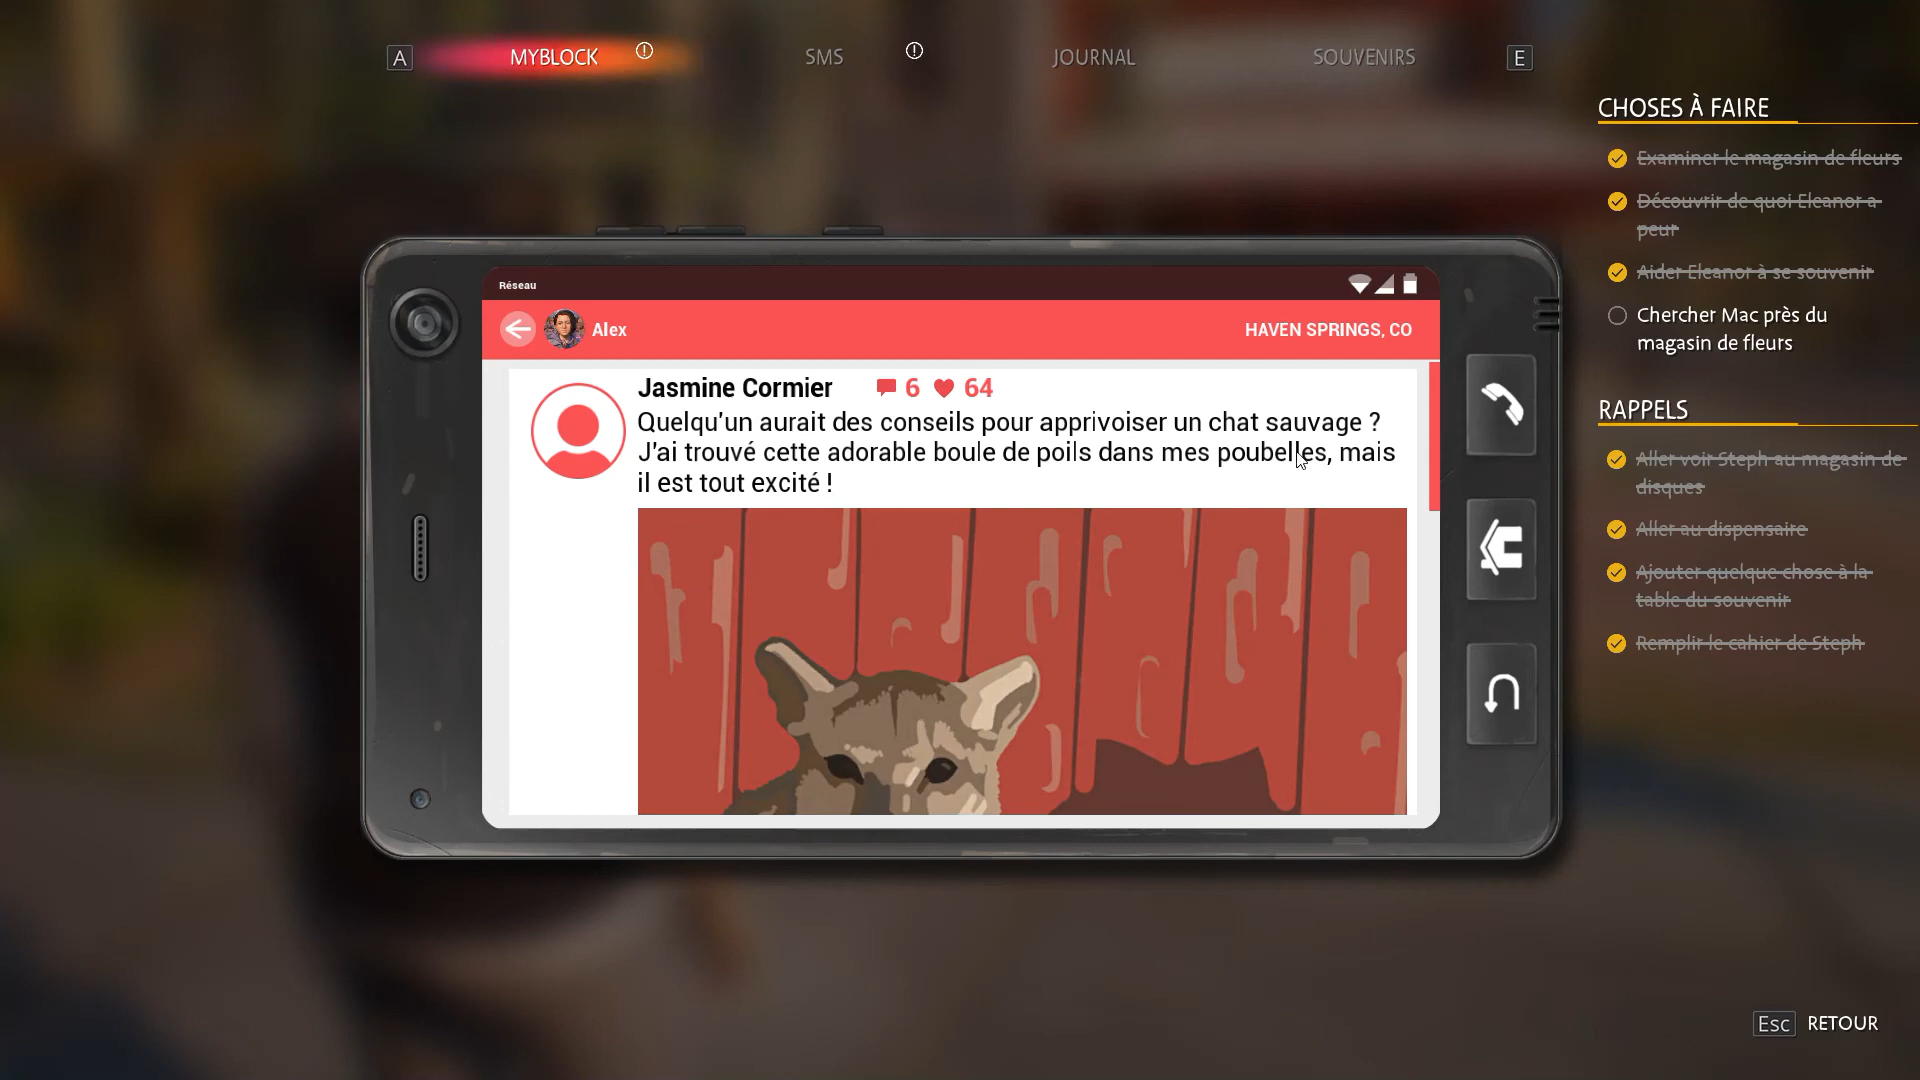 A
MYBLOCK
SMS
JOURNAL
SOUVENIRS
E
CHOSES À FAIRE
Examiner le magasin de fleurs
Découvrir de quoi Eleanor a
peur
Aider Eleanor à se souvenir
Chercher Mac près du
magasin de fleurs
RAPPELS
Aller voir Steph au magasin de
disques
Aller au dispensaire
Ajouter quelque chose à la
table du souvenir
Remplir le cahier de Steph
Réseau
Alex
HAVEN SPRINGS, CO
Jasmine Cormier 6 64
Quelqu'un aurait des conseils pour apprivoiser un chat sauvage ?
J'ai trouvé cette adorable boule de poils dans mes poubelles, mais
il est tout excité !
Esc RETOUR